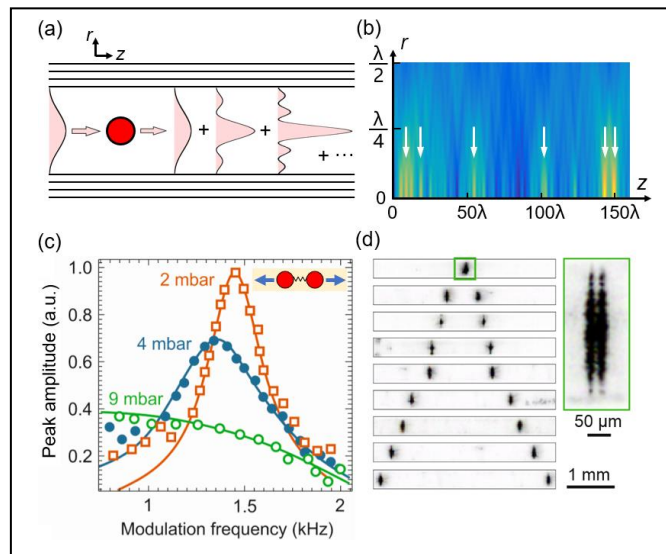 (a)
r
z
+
+
+ ···
(b)
r
λ/2
λ/4
0
0
50λ
100λ
150λ
z
(c)
1.0
0.8
0.6
0.4
0.2
Peak amplitude (a.u.)
2 mbar
4 mbar
9 mbar
1
1.5
2
Modulation frequency (kHz)
(d)
50 µm
1 mm